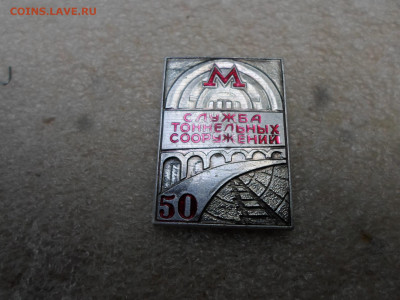 COINS.LAVE.RU
М
СЛУЖБА
ТОННЕЛЬНЫХ
СООРУЖЕНИЙ
50